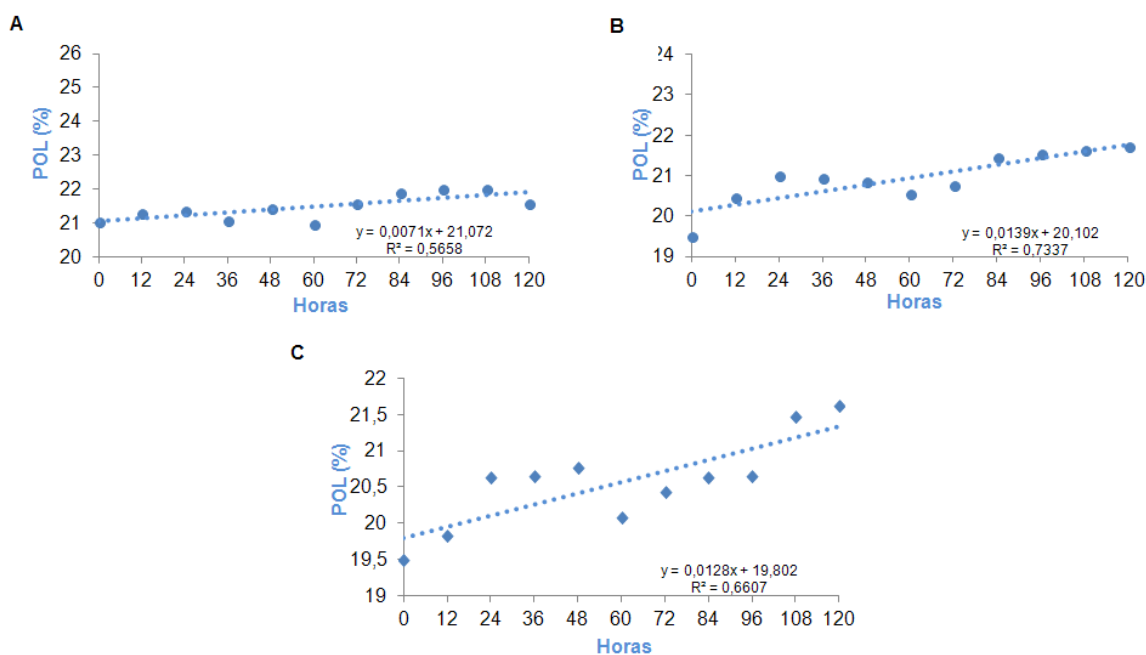 A
POL (%)
26
25
24
23
22
21
20
y = 0,0071x + 21,072
R² = 0,5658
0 12 24 36 48 60 72 84 96 108 120
Horas
B
POL (%)
24
23
22
21
20
19
y = 0,0139x + 20,102
R² = 0,7337
0 12 24 36 48 60 72 84 96 108 120
Horas
C
POL (%)
22
21,5
21
20,5
20
19,5
19
y = 0,0128x + 19,802
R² = 0,6607
0 12 24 36 48 60 72 84 96 108 120
Horas